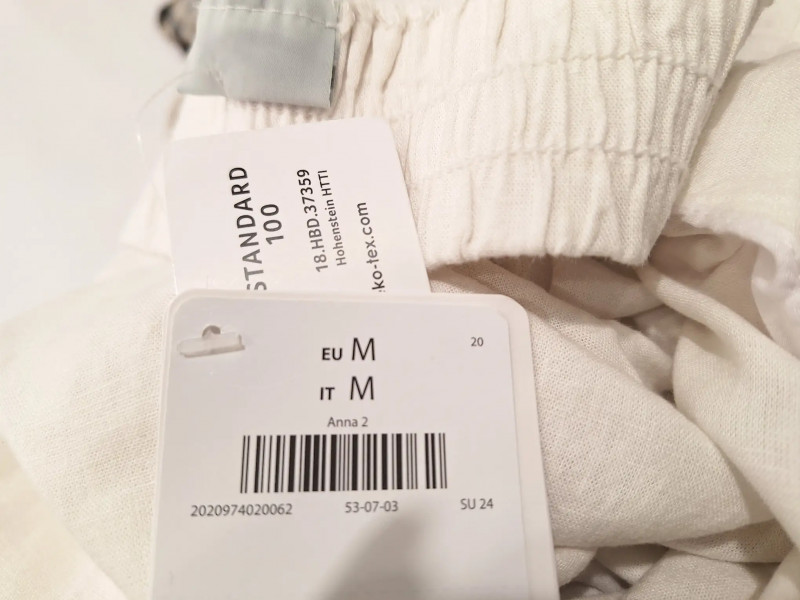 STANDARD
100
18.HBD.37359
Hohenstein HTTI
eko-tex.com
EU M
20
IT M
Anna 2
2020974020062 53-07-03 SU 24